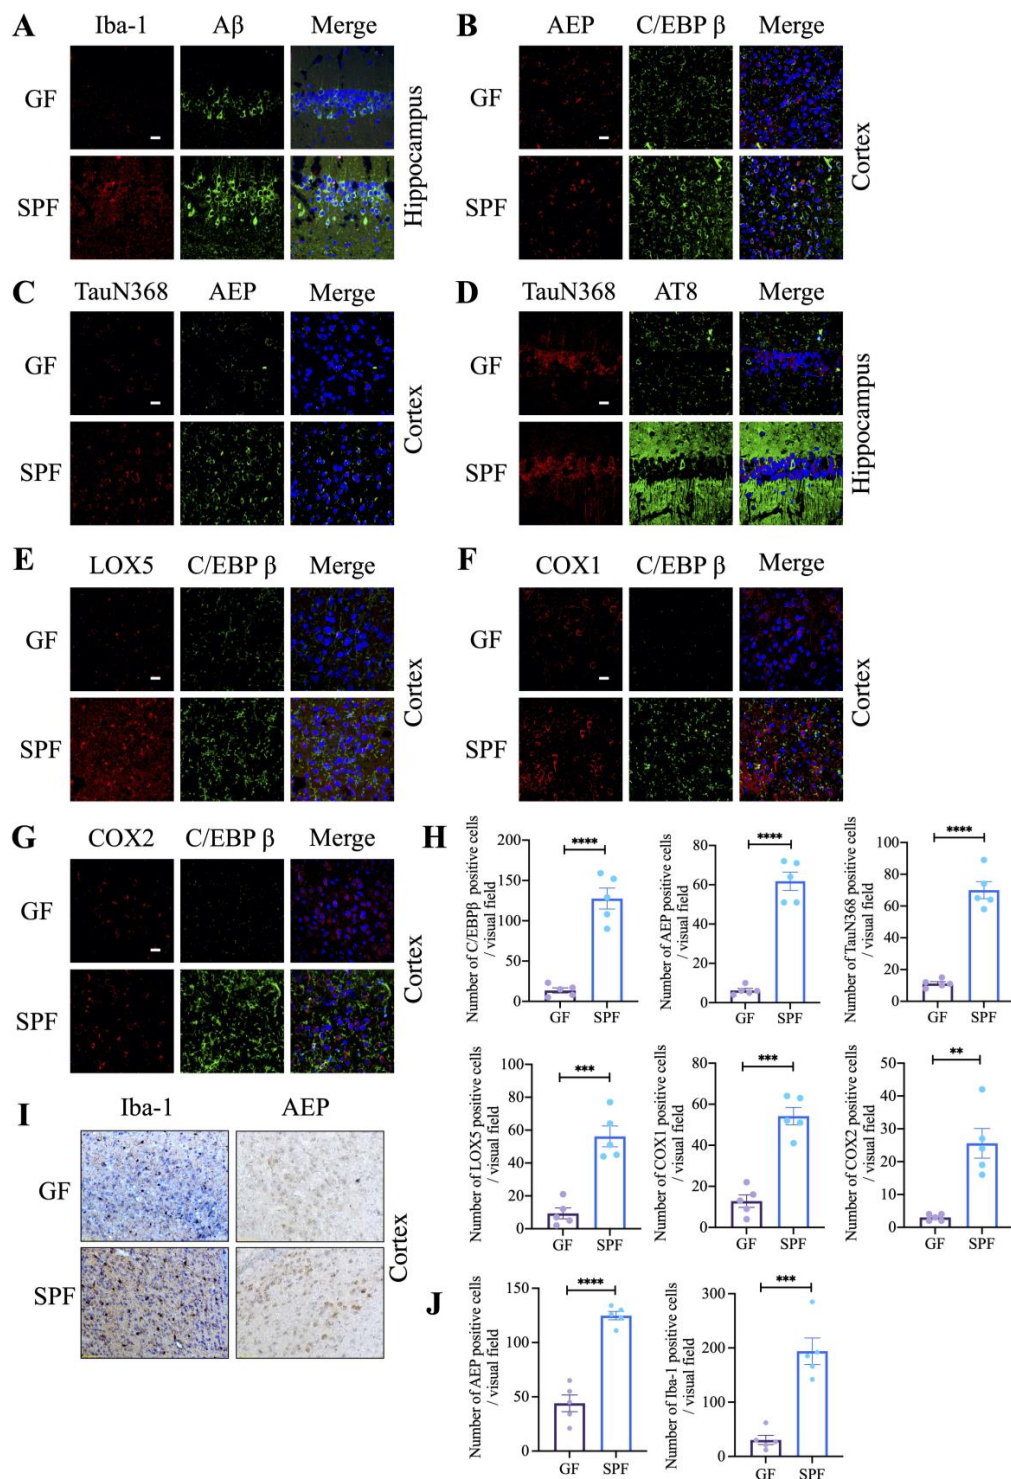 A Iba-1 Aβ Merge
GF
SPF
Hippocampus
B AEP C/EBP β Merge
GF
SPF
Cortex
C TauN368 AEP Merge
GF
SPF
Cortex
D TauN368 AT8 Merge
GF
SPF
Hippocampus
E LOX5 C/EBP β Merge
GF
SPF
Cortex
F COX1 C/EBP β Merge
GF
SPF
Cortex
G COX2 C/EBP β Merge
GF
SPF
Cortex
H
Number of C/EBPβ positive cells
/ visual field
200
150
100
50
0
****
GF SPF
Number of AEP positive cells
/ visual field
80
60
40
20
0
****
GF SPF
Number of TauN368 positive cells
/ visual field
100
80
60
40
20
0
****
GF SPF
Number of LOX5 positive cells
/ visual field
100
80
60
40
20
0
***
GF SPF
Number of COX1 positive cells
/ visual field
80
60
40
20
0
***
GF SPF
Number of COX2 positive cells
/ visual field
50
40
30
20
10
0
**
GF SPF
I Iba-1 AEP
GF
SPF
Cortex
J
Number of AEP positive cells
/ visual field
150
100
50
0
****
GF SPF
Number of Iba-1 positive cells
/ visual field
300
200
100
0
***
GF SPF